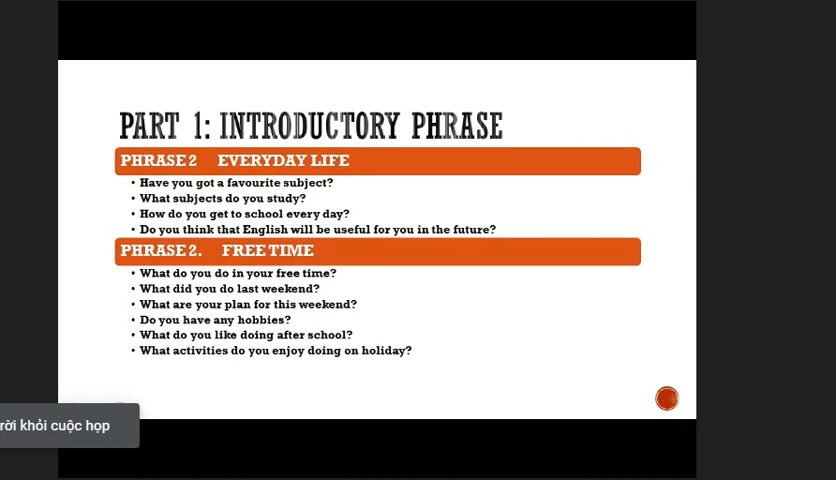 PART 1: INTRODUCTORY PHRASE
PHRASE 2 EVERYDAY LIFE
• Have you got a favourite subject?
• What subjects do you study?
• How do you get to school every day?
• Do you think that English will be useful for you in the future?
PHRASE 2. FREE TIME
• What do you do in your free time?
• What did you do last weekend?
• What are your plan for this weekend?
• Do you have any hobbies?
• What do you like doing after school?
• What activities do you enjoy doing on holiday?
rời khỏi cuộc họp